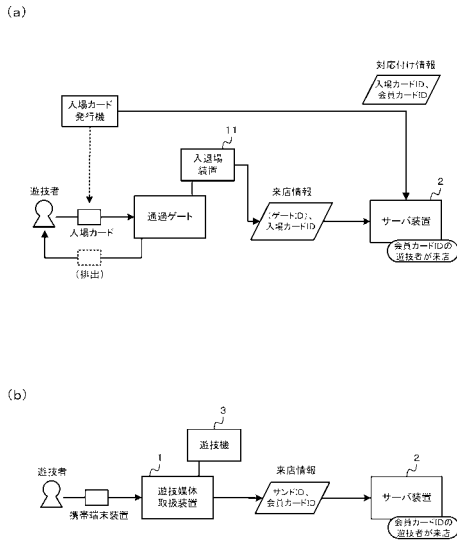 (a)
対応付け情報
入場カードID、
会員カードID
入場カード
発行機
11
入退場
装置
遊技者
入場カード
通過ゲート
来店情報
(ゲートID)、
入場カードID
2
サーバ装置
会員カードIDの
遊技者が来店
(排出)
(b)
3
遊技機
遊技者
携帯端末装置
1
遊技媒体
取扱装置
来店情報
サンドID、
会員カードID
2
サーバ装置
会員カードIDの
遊技者が来店